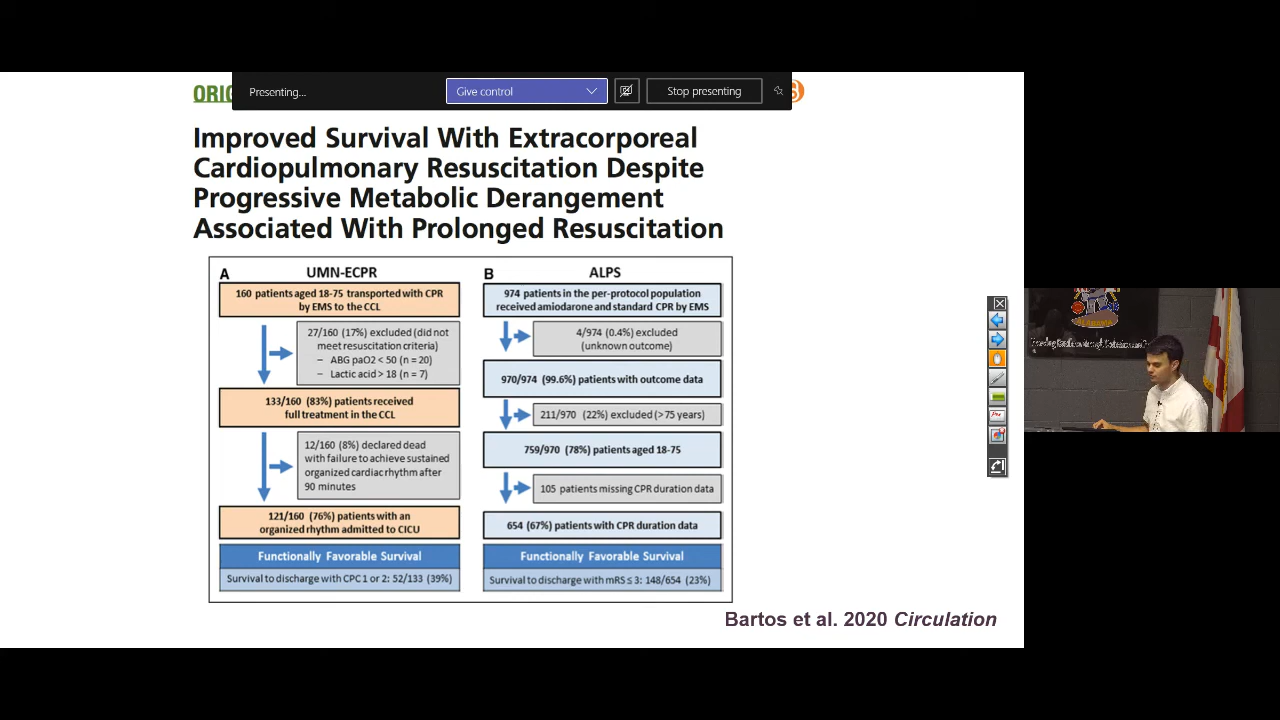 Presenting...
Give control
Stop presenting
ORIG
Improved Survival With Extracorporeal
Cardiopulmonary Resuscitation Despite
Progressive Metabolic Derangement
Associated With Prolonged Resuscitation
A
UMN-ECPR
160 patients aged 18-75 transported with CPR
by EMS to the CCL
27/160 (17%) excluded (did not
meet resuscitation criteria)
– ABG paO2 < 50 (n = 20)
– Lactic acid > 18 (n = 7)
133/160 (83%) patients received
full treatment in the CCL
12/160 (8%) declared dead
with failure to achieve sustained
organized cardiac rhythm after
90 minutes
121/160 (76%) patients with an
organized rhythm admitted to CICU
Functionally Favorable Survival
Survival to discharge with CPC 1 or 2: 52/133 (39%)
B
ALPS
974 patients in the per-protocol population
received amiodarone and standard CPR by EMS
4/974 (0.4%) excluded
(unknown outcome)
970/974 (99.6%) patients with outcome data
211/970 (22%) excluded (>75 years)
759/970 (78%) patients aged 18-75
105 patients missing CPR duration data
654 (67%) patients with CPR duration data
Functionally Favorable Survival
Survival to discharge with mRS ≤ 3: 148/654 (23%)
Bartos et al. 2020 Circulation